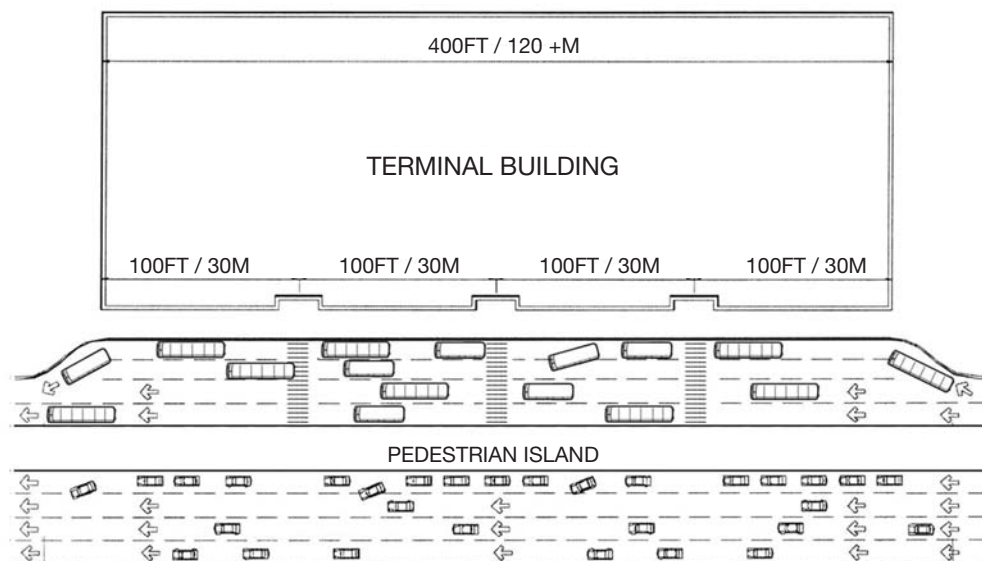 400FT / 120 +M
TERMINAL BUILDING
100FT / 30M 100FT / 30M 100FT / 30M 100FT / 30M
PEDESTRIAN ISLAND